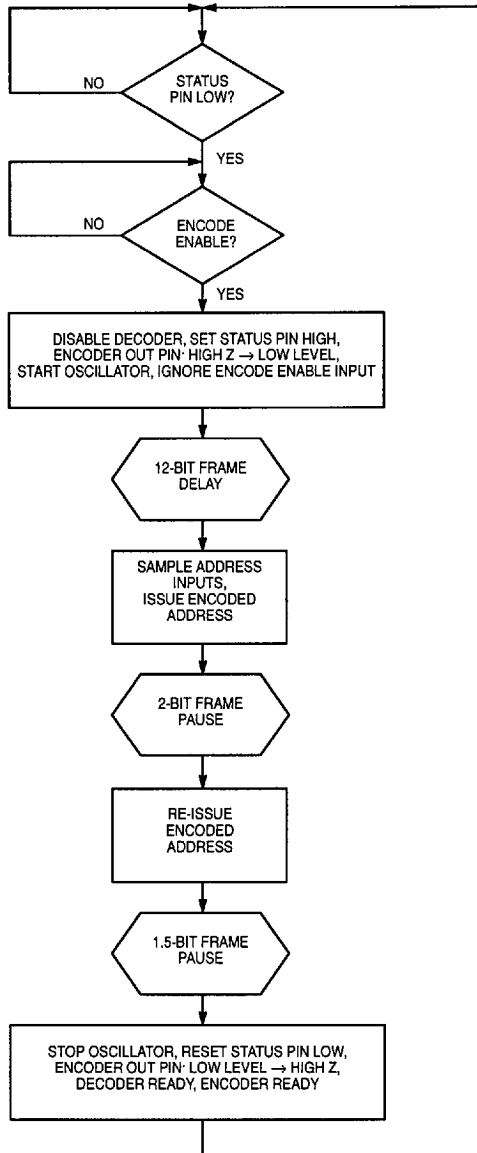 STATUS
PIN LOW?
NO
YES
ENCODE
ENABLE?
NO
YES
DISABLE DECODER, SET STATUS PIN HIGH,
ENCODER OUT PIN· HIGH Z → LOW LEVEL,
START OSCILLATOR, IGNORE ENCODE ENABLE INPUT
12-BIT FRAME
DELAY
SAMPLE ADDRESS
INPUTS,
ISSUE ENCODED
ADDRESS
2-BIT FRAME
PAUSE
RE-ISSUE
ENCODED
ADDRESS
1.5-BIT FRAME
PAUSE
STOP OSCILLATOR, RESET STATUS PIN LOW,
ENCODER OUT PIN· LOW LEVEL → HIGH Z,
DECODER READY, ENCODER READY